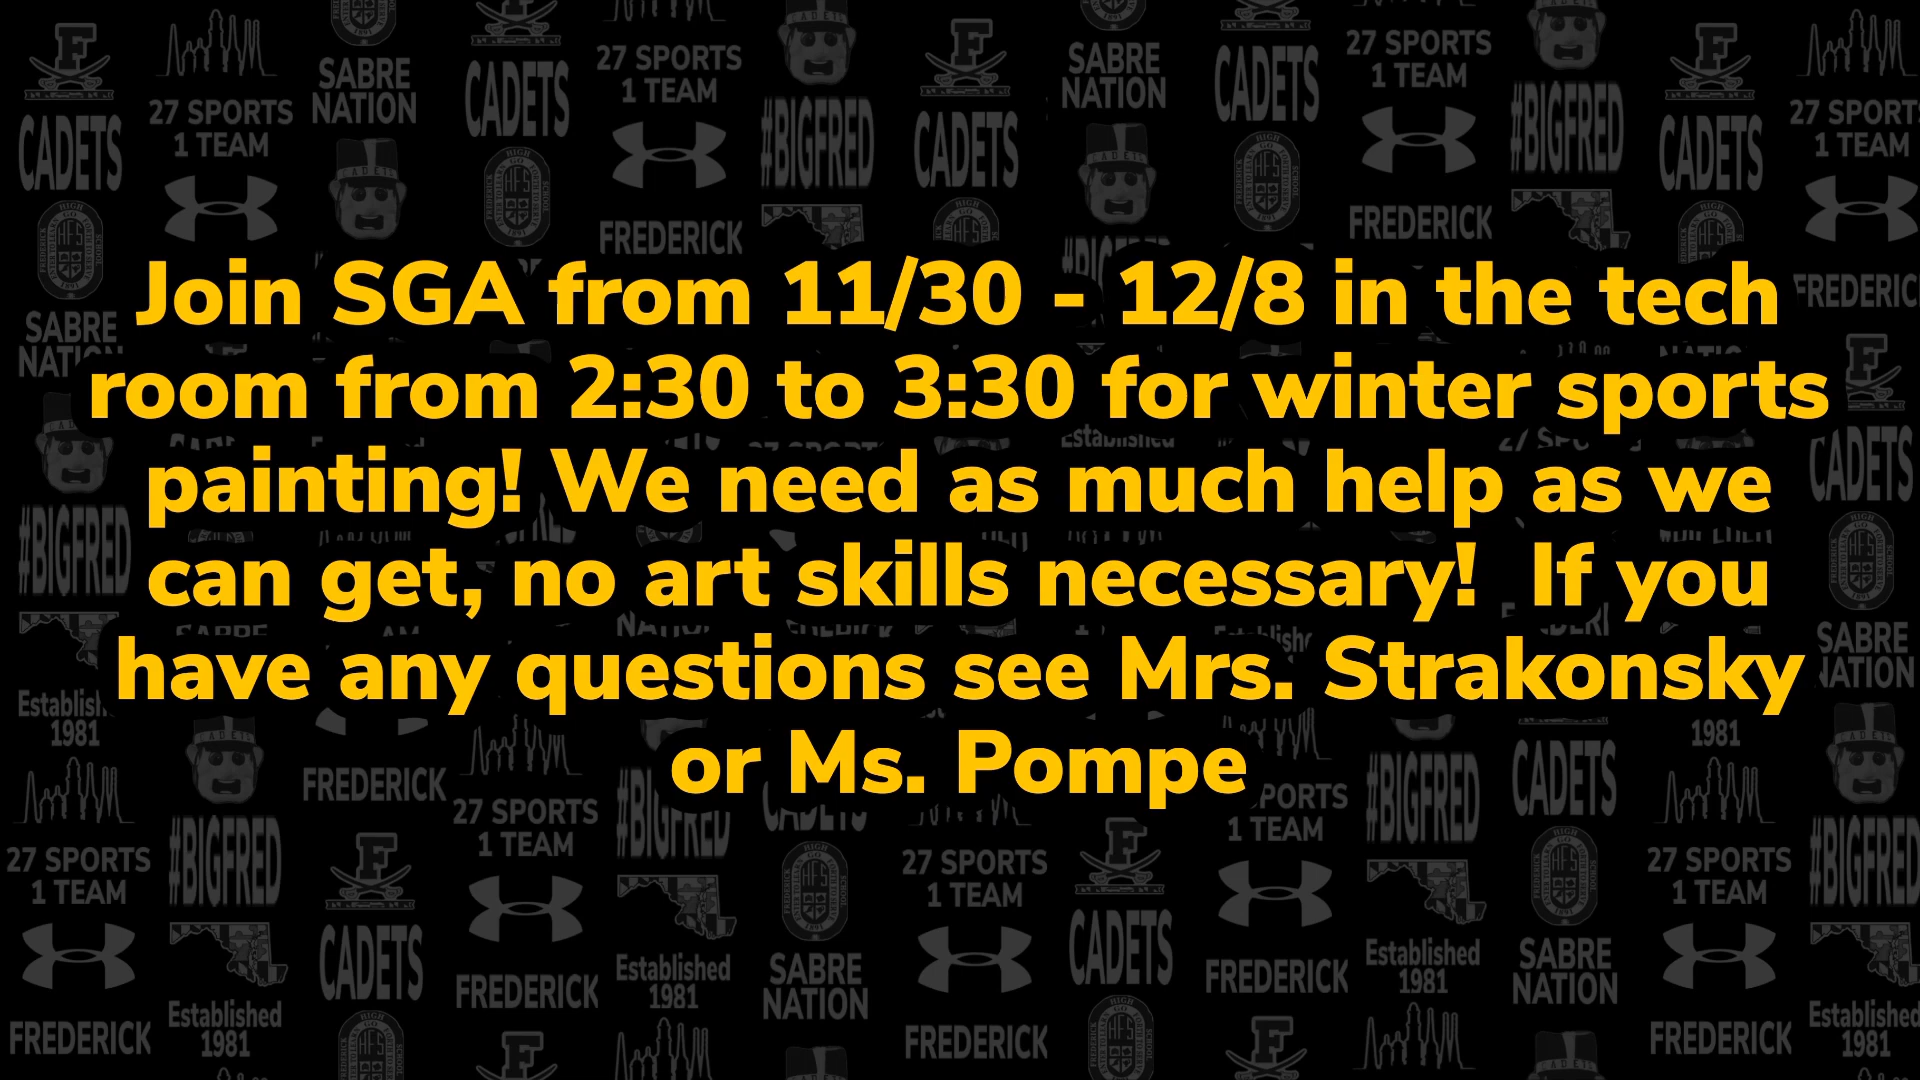 Join SGA from 11/30 - 12/8 in the tech
room from 2:30 to 3:30 for winter sports
painting! We need as much help as we
can get, no art skills necessary!  If you
have any questions see Mrs. Strakonsky
or Ms. Pompe
CADETS
27 SPORTS
1 TEAM
SABRE
NATION
#BIGFRED
FREDERICK
Established
1981